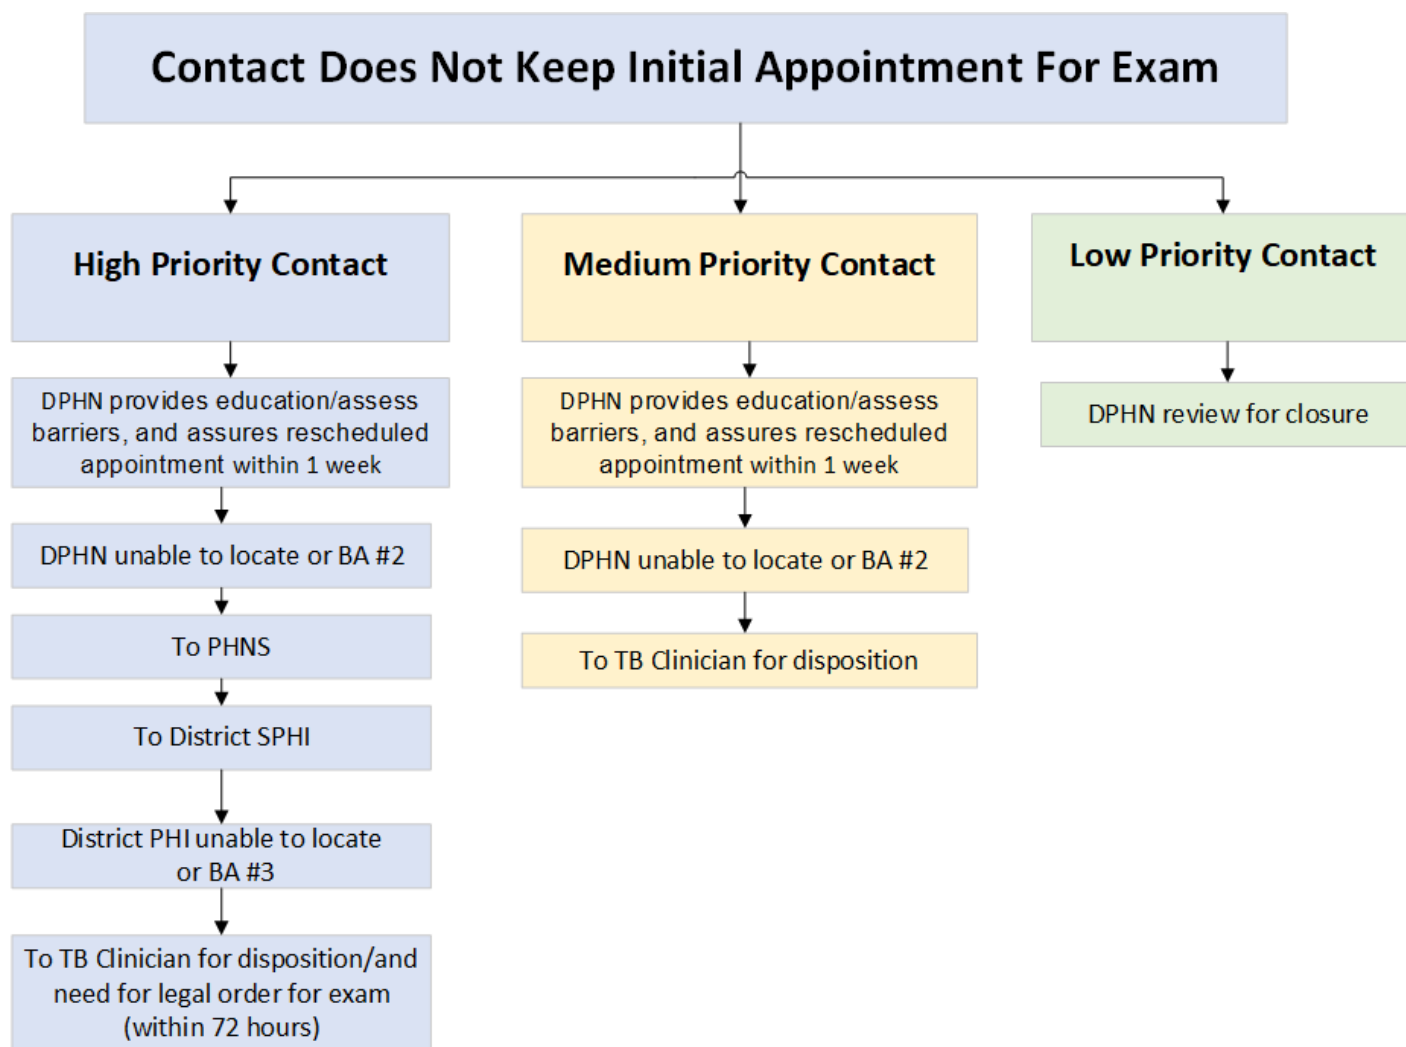 Contact Does Not Keep Initial Appointment For Exam
High Priority Contact
DPHN provides education/assess
barriers, and assures rescheduled
appointment within 1 week
DPHN unable to locate or BA #2
To PHNS
To District SPHI
District PHI unable to locate
or BA #3
To TB Clinician for disposition/and
need for legal order for exam
(within 72 hours)
Medium Priority Contact
DPHN provides education/assess
barriers, and assures rescheduled
appointment within 1 week
DPHN unable to locate or BA #2
To TB Clinician for disposition
Low Priority Contact
DPHN review for closure